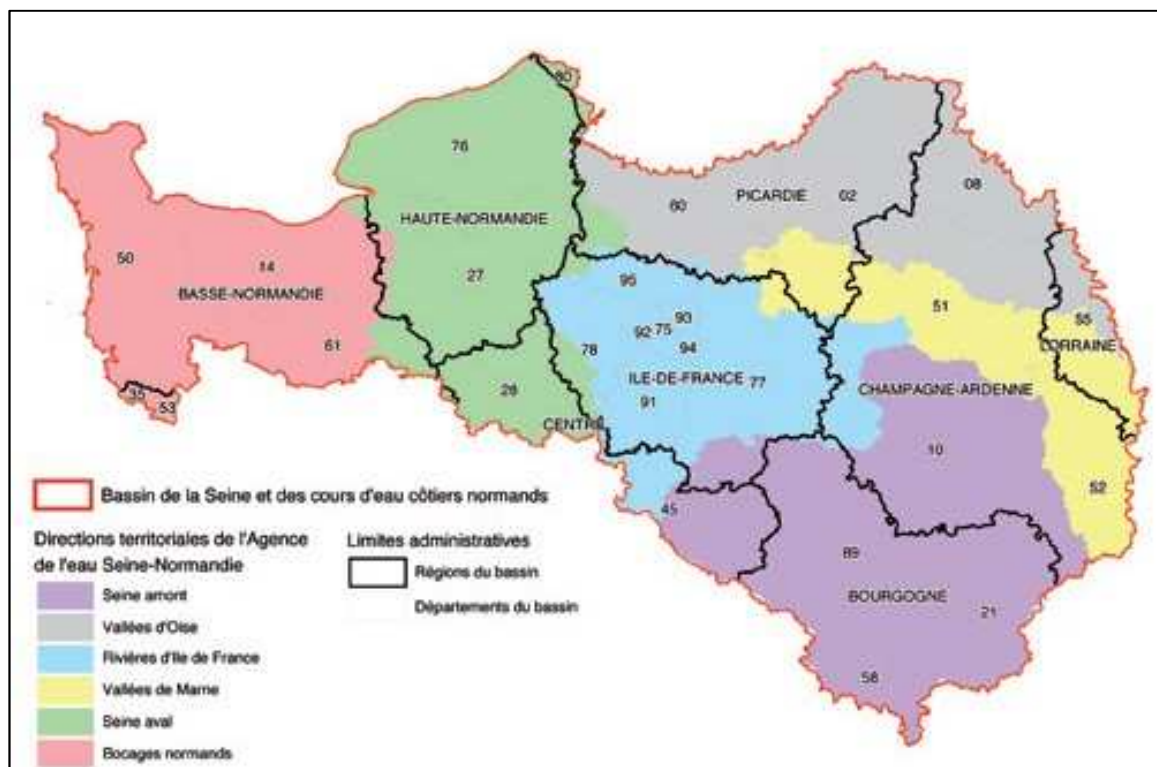 80
76
HAUTE-NORMANDIE
27
60
PICARDIE
02
08
50
14
BASSE-NORMANDIE
61
35
53
95
93
92
75
94
78
ILE-DE-FRANCE
77
91
51
55
LORRAINE
CHAMPAGNE-ARDENNE
28
CENTRE
10
52
45
89
BOURGOGNE
21
58
Bassin de la Seine et des cours d'eau côtiers normands
Directions territoriales de l'Agence
de l'eau Seine-Normandie
Seine amont
Vallées d'Oise
Rivières d'Ile de France
Vallées de Marne
Seine aval
Bocages normands
Limites administratives
Régions du bassin
Départements du bassin